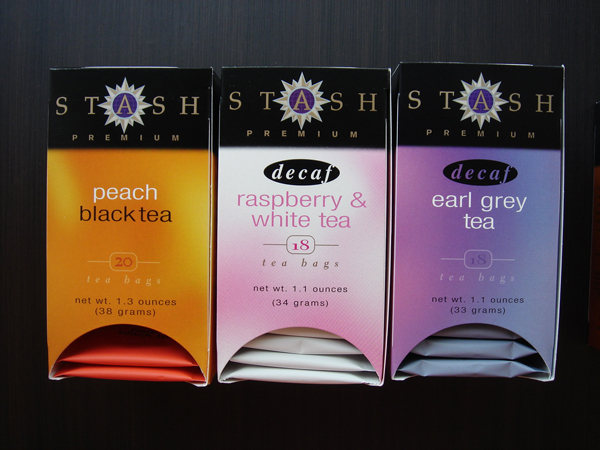 STASH
PREMIUM
peach
black tea
20
tea bags
net wt. 1.3 ounces
(38 grams)
STASH
PREMIUM
decaf
raspberry &
white tea
18
tea bags
net wt. 1.1 ounces
(34 grams)
STASH
PREMIUM
decaf
earl grey
tea
18
tea bags
net wt. 1.1 ounces
(33 grams)